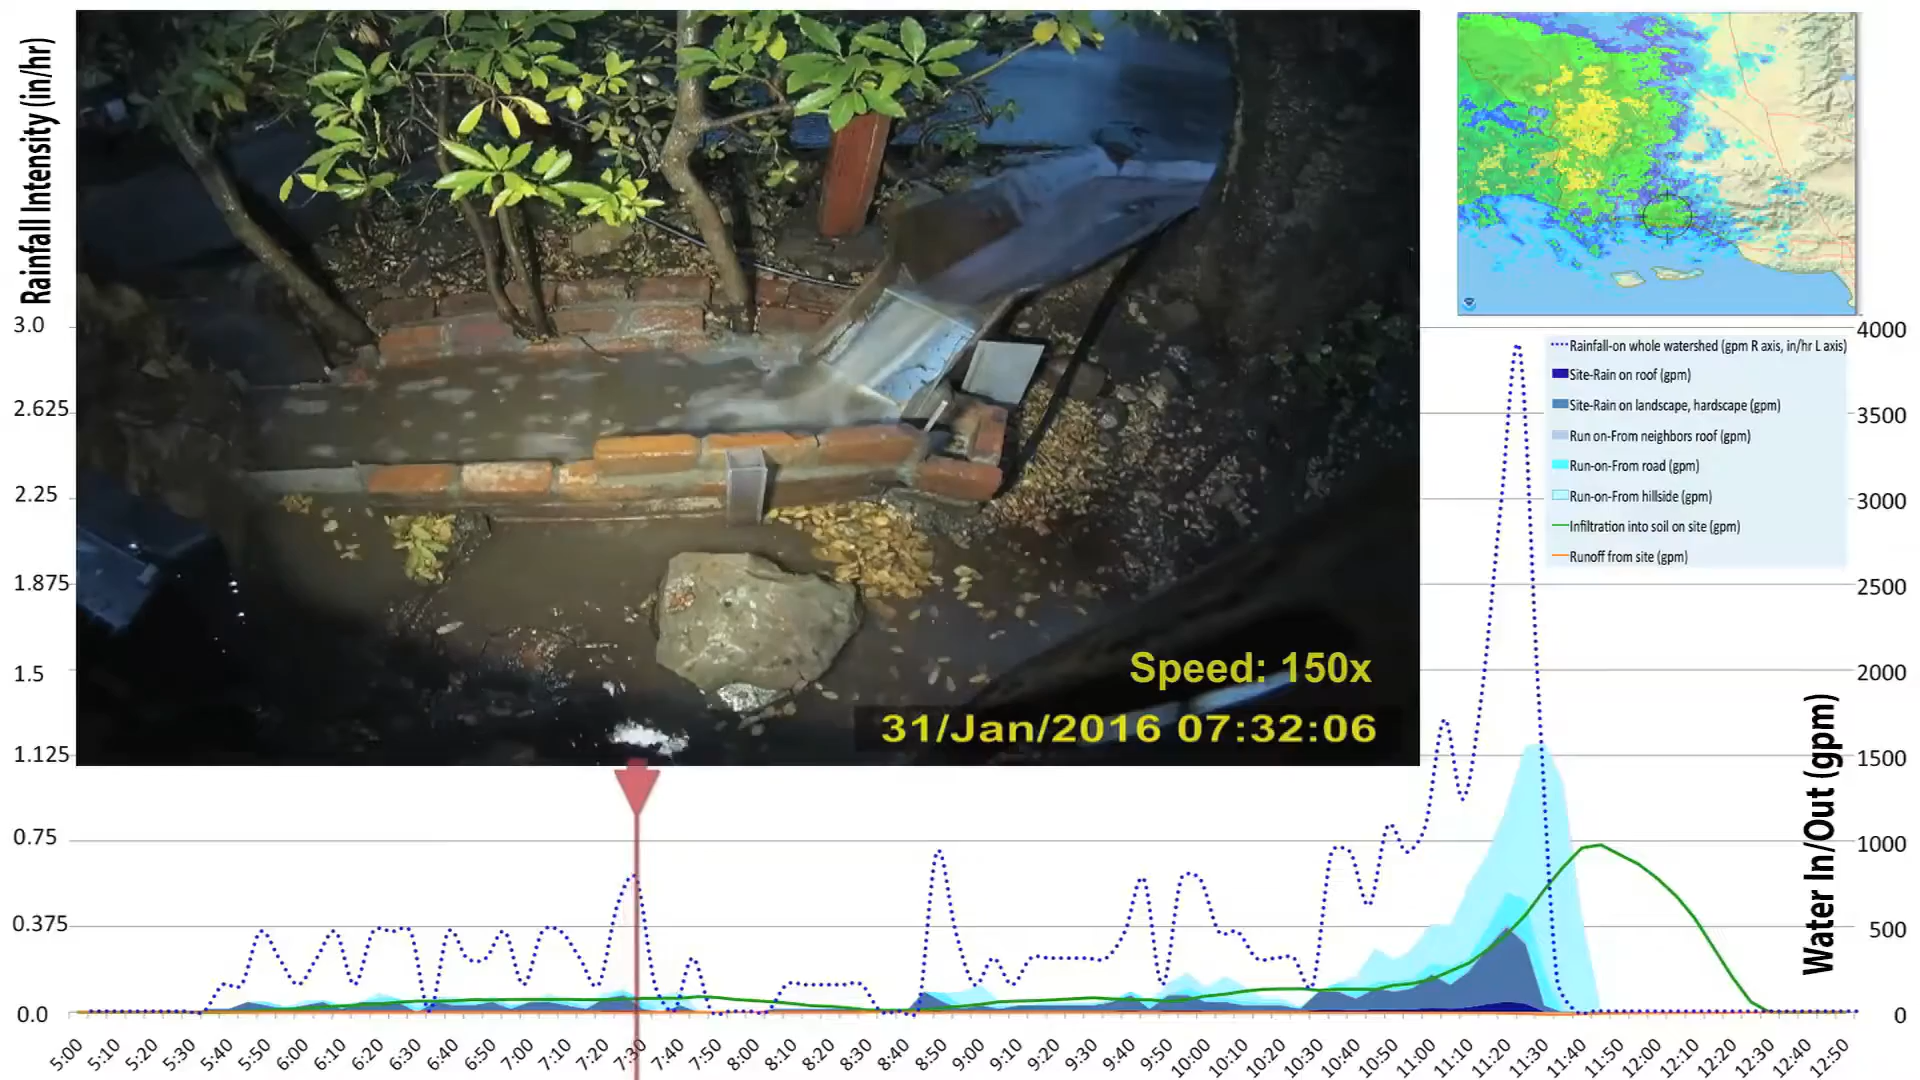 Rainfall Intensity (in/hr)
3.0
2.625
2.25
1.875
1.5
1.125
0.75
0.375
0.0
Speed: 150x
31/Jan/2016 07:32:06
Rainfall-on whole watershed (gpm R axis, in/hr L axis)
Site-Rain on roof (gpm)
Site-Rain on landscape, hardscape (gpm)
Run on-From neighbors roof (gpm)
Run-on-From road (gpm)
Run-on-From hillside (gpm)
Infiltration into soil on site (gpm)
Runoff from site (gpm)
4000
3500
3000
2500
2000
1500
1000
500
0
Water In/Out (gpm)
5:00 5:10 5:20 5:30 5:40 5:50 6:00 6:10 6:20 6:30 6:40 6:50 7:00 7:10 7:20 7:30 7:40 7:50 8:00 8:10 8:20 8:30 8:40 8:50 9:00 9:10 9:20 9:30 9:40 9:50 10:00 10:10 10:20 10:30 10:40 10:50 11:00 11:10 11:20 11:30 11:40 11:50 12:00 12:10 12:20 12:30 12:40 12:50